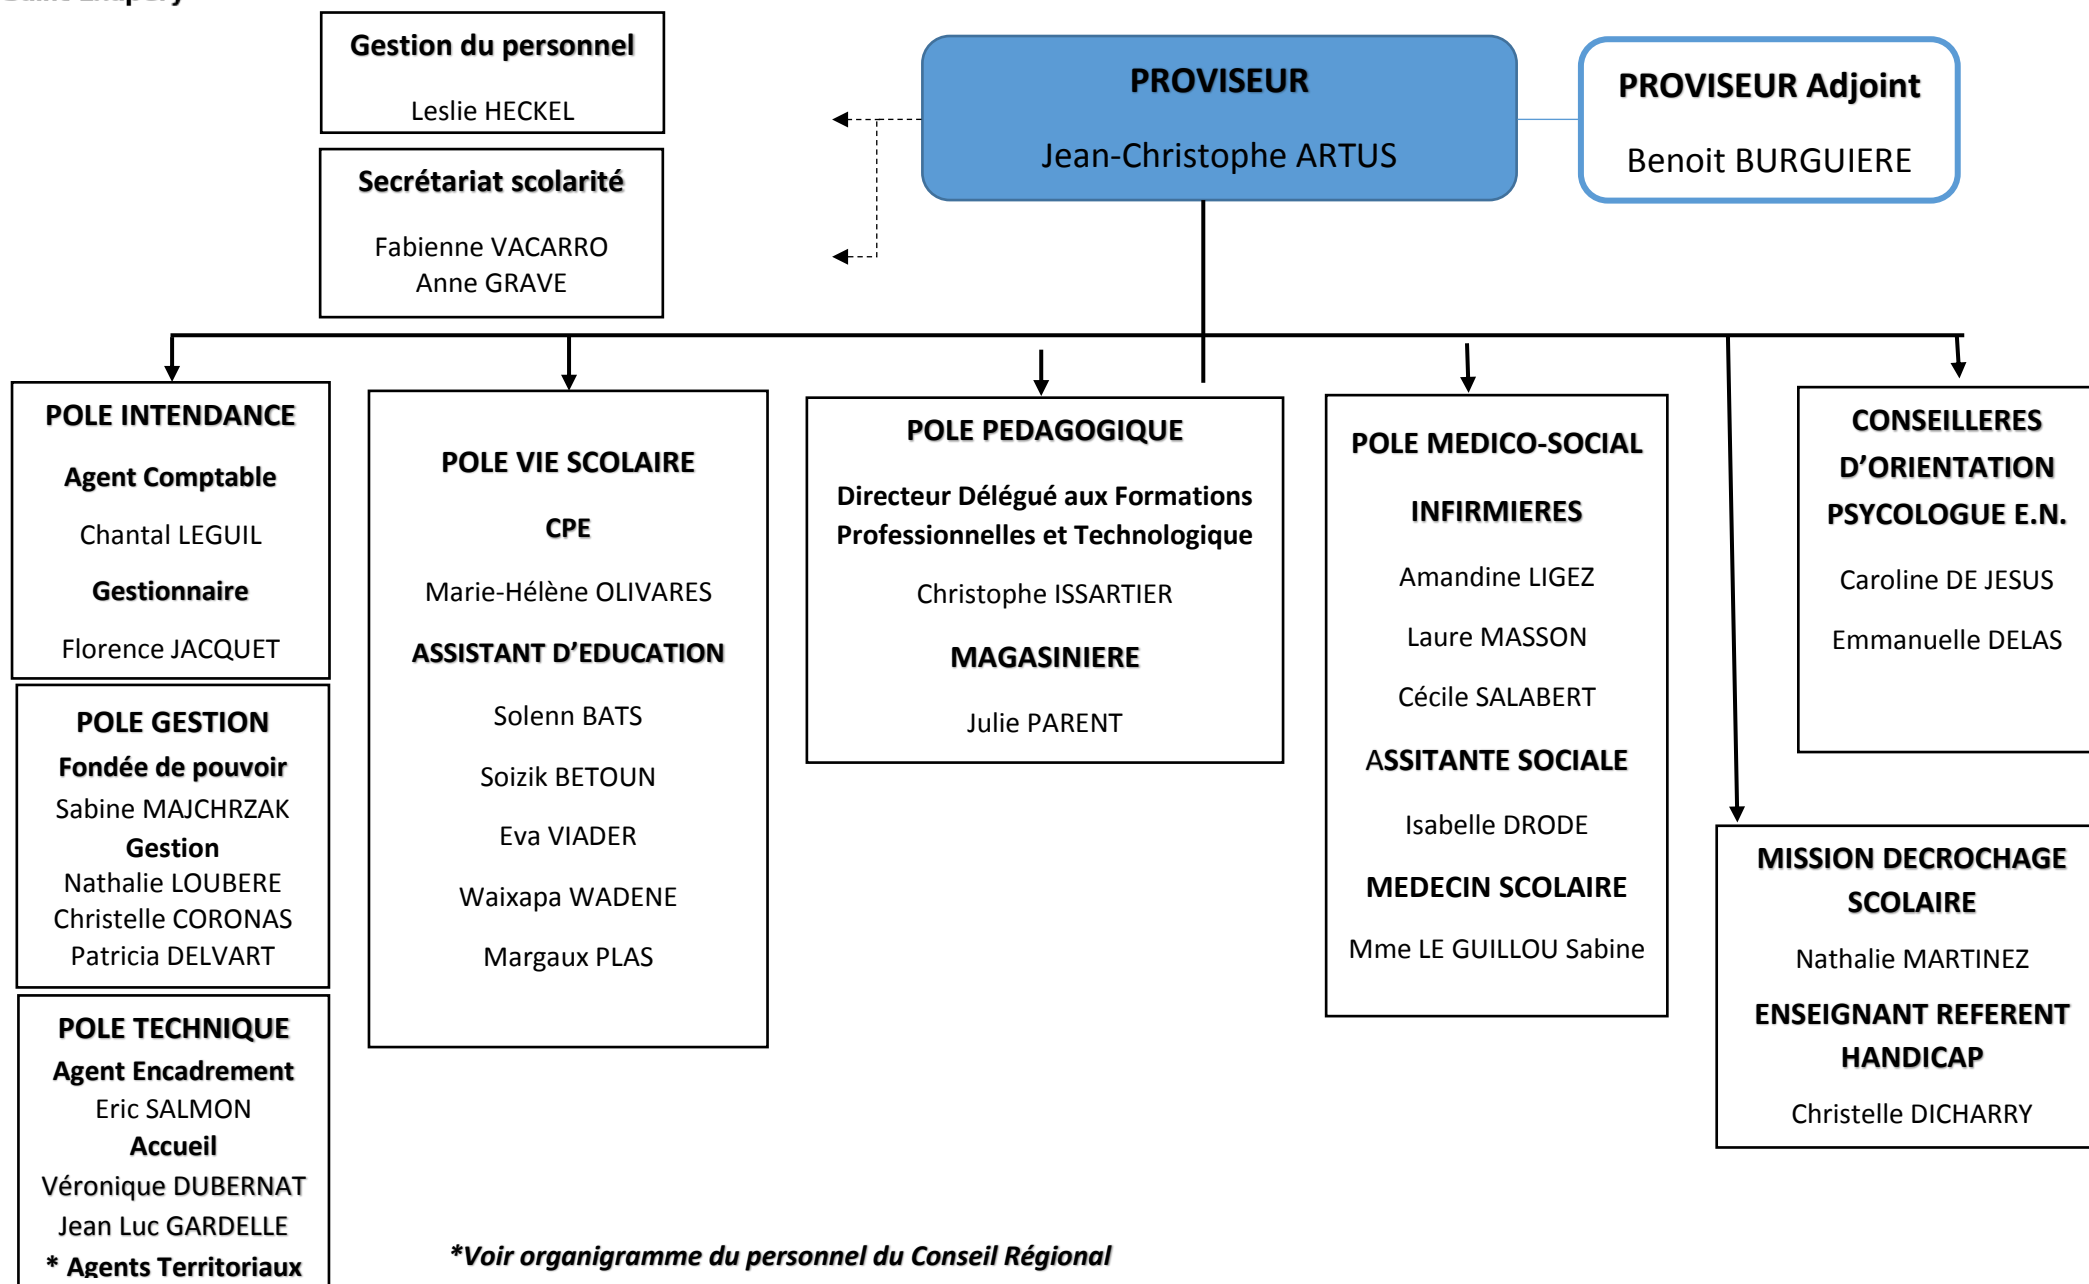 Gestion du personnel
Leslie HECKEL
Secrétariat scolarité
Fabienne VACARRO
Anne GRAVE
PROVISEUR
Jean-Christophe ARTUS
PROVISEUR Adjoint
Benoit BURGUIERE
POLE INTENDANCE
Agent Comptable
Chantal LEGUIL
Gestionnaire
Florence JACQUET
POLE GESTION
Fondée de pouvoir
Sabine MAJCHRZAK
Gestion
Nathalie LOUBERE
Christelle CORONAS
Patricia DELVART
POLE TECHNIQUE
Agent Encadrement
Eric SALMON
Accueil
Véronique DUBERNAT
Jean Luc GARDELLE
* Agents Territoriaux
POLE VIE SCOLAIRE
CPE
Marie-Hélène OLIVARES
ASSISTANT D’EDUCATION
Solenn BATS
Soizik BETOUN
Eva VIADER
Waixapa WADENE
Margaux PLAS
POLE PEDAGOGIQUE
Directeur Délégué aux Formations
Professionnelles et Technologique
Christophe ISSARTIER
MAGASINIERE
Julie PARENT
POLE MEDICO-SOCIAL
INFIRMIERES
Amandine LIGEZ
Laure MASSON
Cécile SALABERT
ASSITANTE SOCIALE
Isabelle DRODE
MEDECIN SCOLAIRE
Mme LE GUILLOU Sabine
CONSEILLERES
D’ORIENTATION
PSYCOLOGUE E.N.
Caroline DE JESUS
Emmanuelle DELAS
MISSION DECROCHAGE
SCOLAIRE
Nathalie MARTINEZ
ENSEIGNANT REFERENT
HANDICAP
Christelle DICHARRY
*Voir organigramme du personnel du Conseil Régional